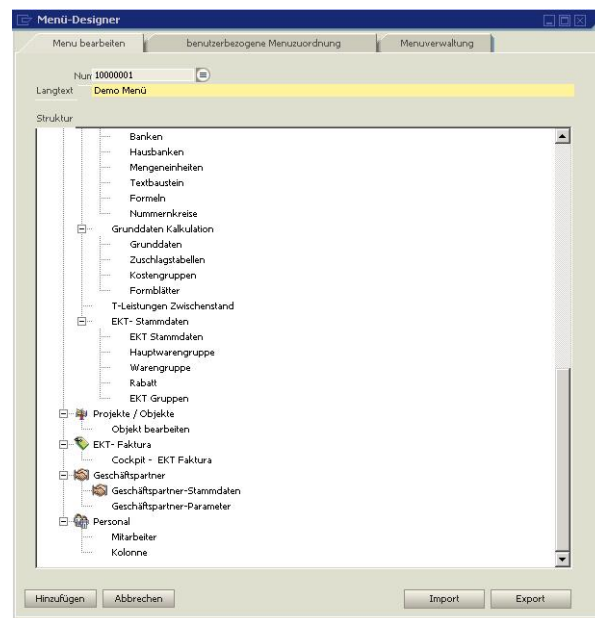 Menü-Designer
Menu bearbeiten benutzerbezogene Menuzuordnung Menuverwaltung
Num 10000001
Langtext Demo Menü
Struktur
Banken
Hausbanken
Mengeneinheiten
Textbaustein
Formeln
Nummernkreise
Grunddaten Kalkulation
Grunddaten
Zuschlagstabellen
Kostengruppen
Formblätter
T-Leistungen Zwischenstand
EKT- Stammdaten
EKT Stammdaten
Hauptwarengruppe
Warengruppe
Rabatt
EKT Gruppen
Projekte / Objekte
Objekt bearbeiten
EKT- Faktura
Cockpit - EKT Faktura
Geschäftspartner
Geschäftspartner-Stammdaten
Geschäftspartner-Parameter
Personal
Mitarbeiter
Kolonne
Hinzufügen Abbrechen Import Export